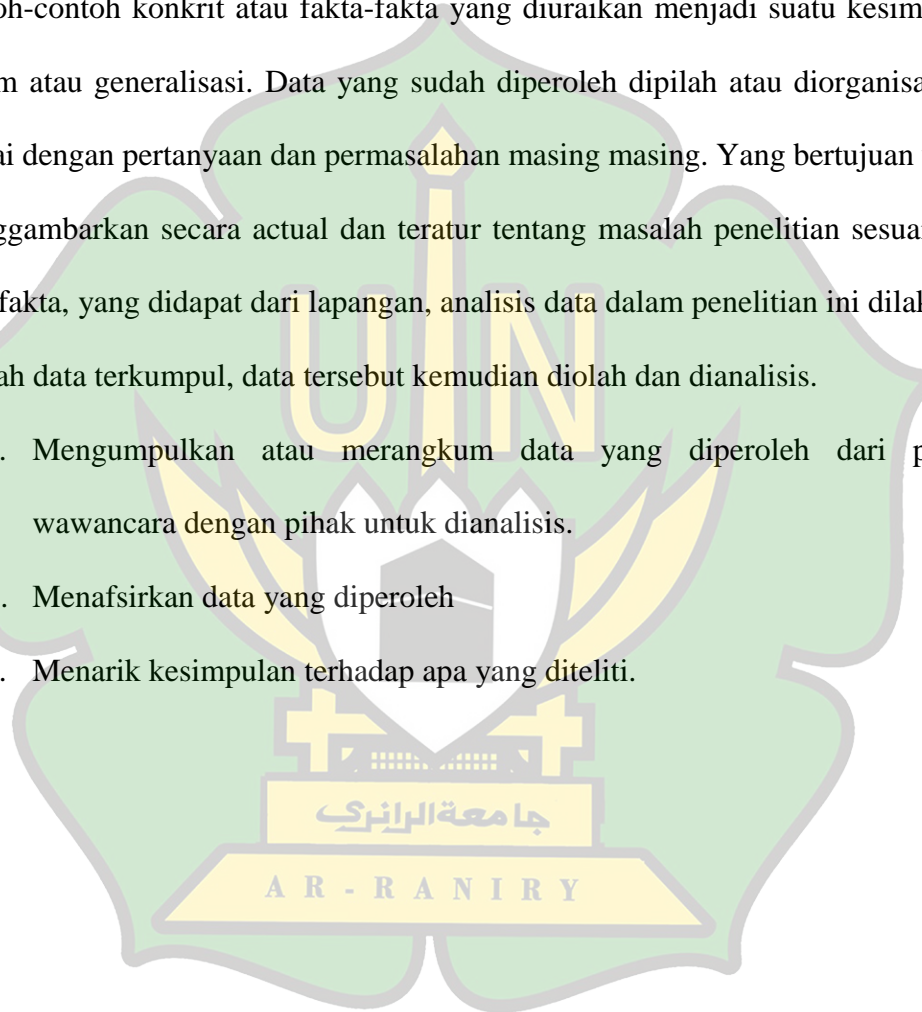 oh-contoh konkrit atau fakta-fakta yang diuraikan menjadi suatu kesim
m atau generalisasi. Data yang sudah diperoleh dipilah atau diorganisa
ai dengan pertanyaan dan permasalahan masing masing. Yang bertujuan
ggambarkan secara actual dan teratur tentang masalah penelitian sesua
fakta, yang didapat dari lapangan, analisis data dalam penelitian ini dilak
ah data terkumpul, data tersebut kemudian diolah dan dianalisis.
. Mengumpulkan atau merangkum data yang diperoleh dari p
wawancara dengan pihak untuk dianalisis.
. Menafsirkan data yang diperoleh
. Menarik kesimpulan terhadap apa yang diteliti.
UIN
جامعةالرانري
AR-RANIRY